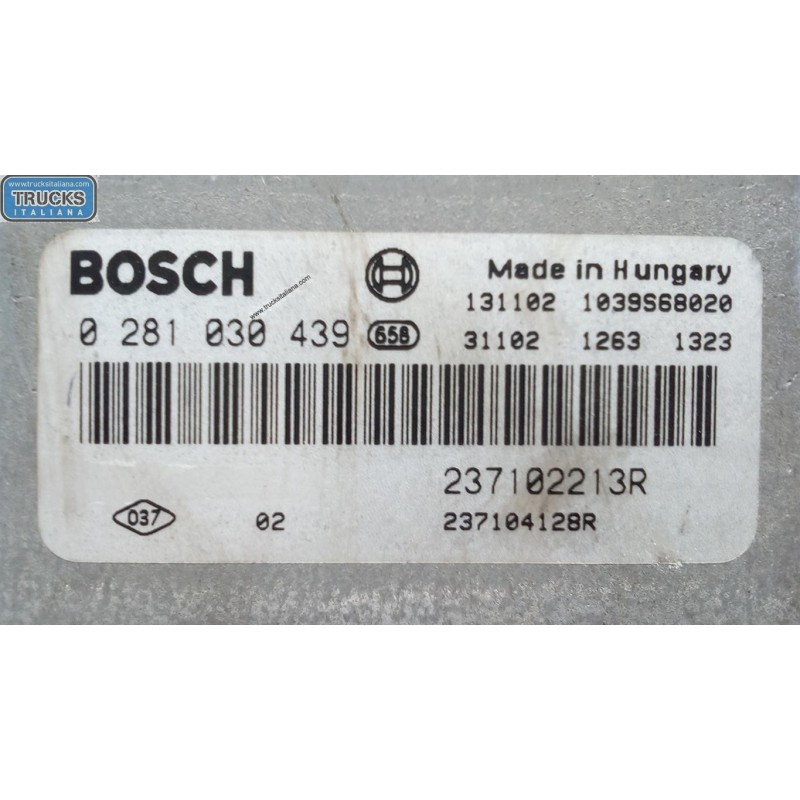 www.trucksitaliana.com
TRUCKS
ITALIANA
BOSCH
www.trucksitaliana.com
Made in Hungary
131102 1039S68020
0 281 030 439 658
31102 1263 1323
237102213R
037 02 237104128R